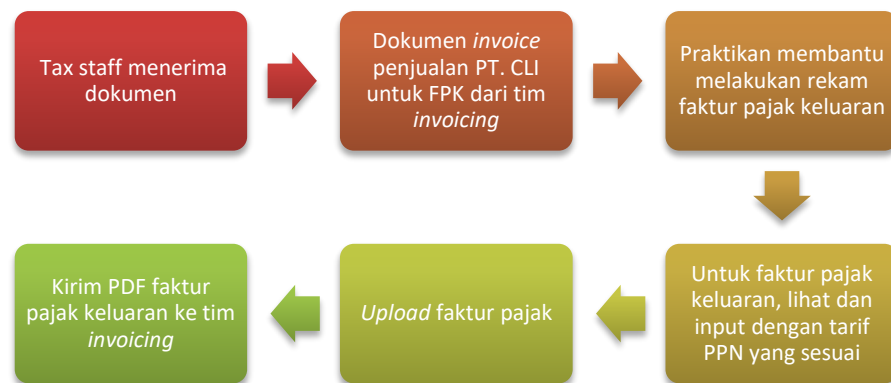 Tax staff menerima
dokumen
Dokumen invoice
penjualan PT. CLI
untuk FPK dari tim
invoicing
Praktikan membantu
melakukan rekam
faktur pajak keluaran
Untuk faktur pajak
keluaran, lihat dan
input dengan tarif
PPN yang sesuai
Upload faktur pajak
Kirim PDF faktur
pajak keluaran ke tim
invoicing